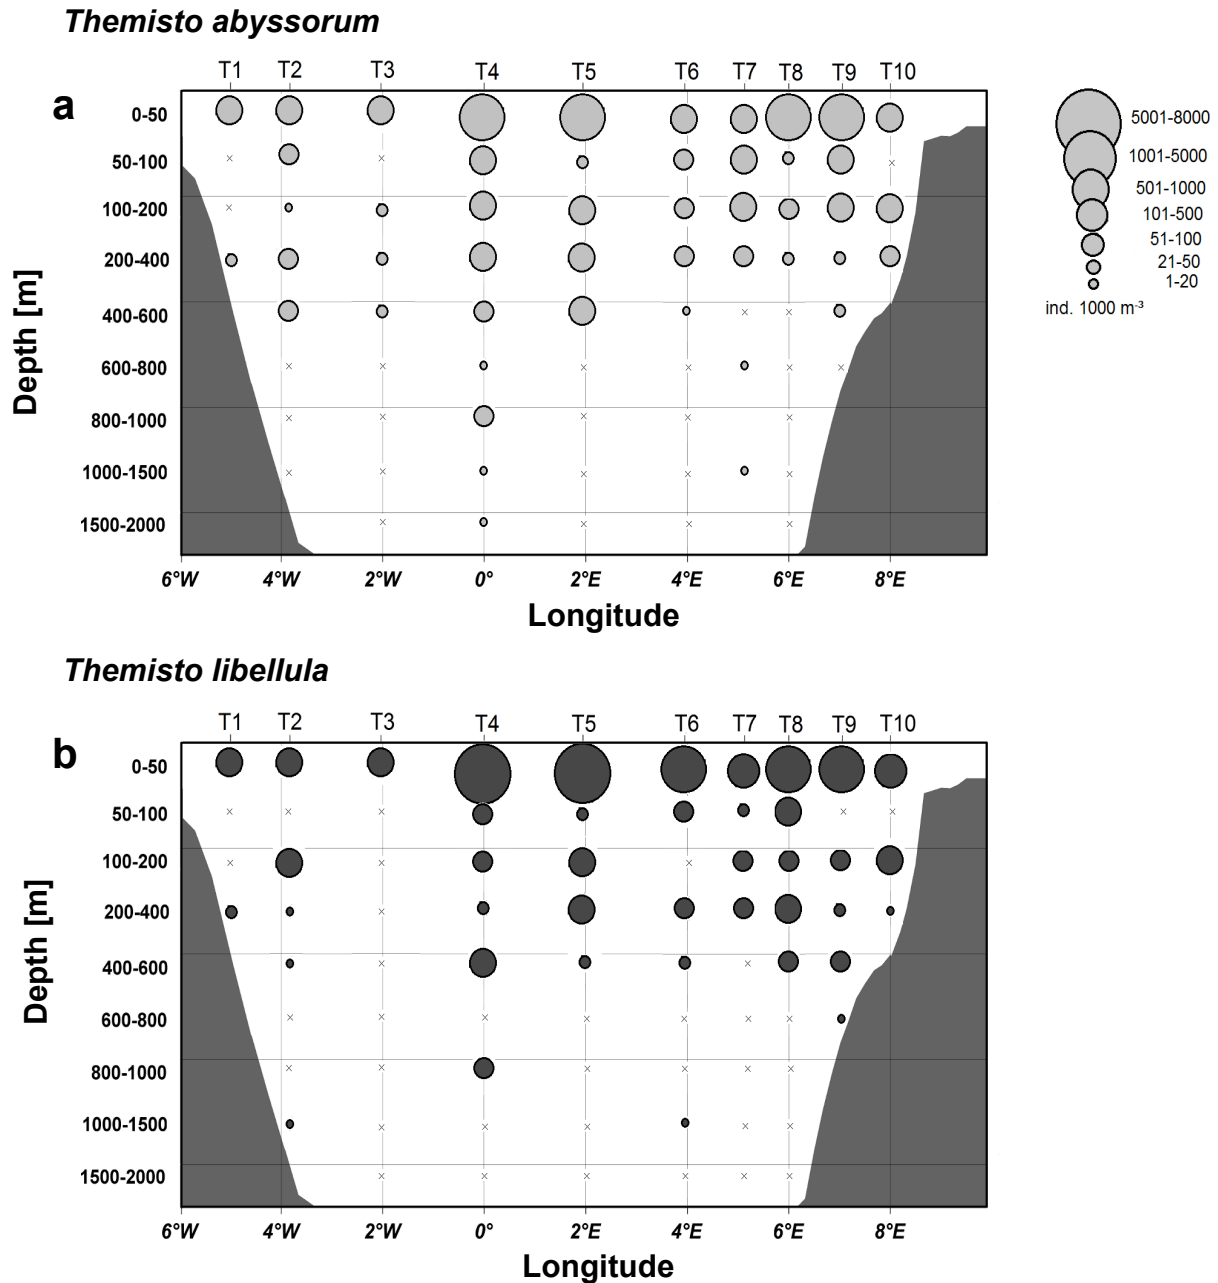 Themisto abyssorum
a
T1 T2 T3 T4 T5 T6 T7 T8 T9 T10
0-50
50-100
100-200
200-400
400-600
600-800
800-1000
1000-1500
1500-2000
Depth [m]
6°W 4°W 2°W 0° 2°E 4°E 6°E 8°E
Longitude
5001-8000
1001-5000
501-1000
101-500
51-100
21-50
1-20
ind. 1000 m⁻³
Themisto libellula
b
T1 T2 T3 T4 T5 T6 T7 T8 T9 T10
0-50
50-100
100-200
200-400
400-600
600-800
800-1000
1000-1500
1500-2000
Depth [m]
6°W 4°W 2°W 0° 2°E 4°E 6°E 8°E
Longitude